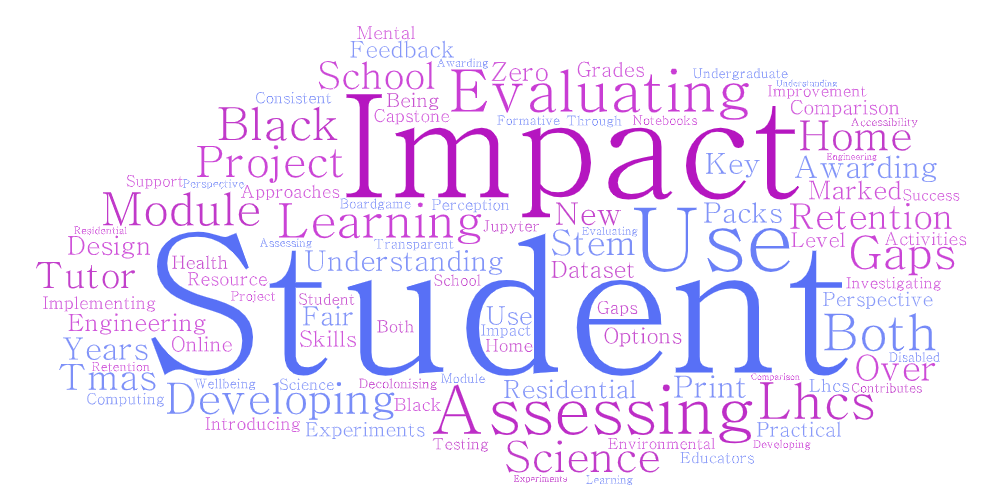 Mental
Feedback
Awarding
School
Zero
Grades
Undergraduate
Understanding
Evaluating
Improvement
Consistent
Being
Capstone
Comparison
Black
Formative
Through
Notebooks
Accessibility
Impact
Home
Project
Key
Engineering
Awarding
Support
Perspective
Approaches
Marked
Success
Boardgame
Perception
Module
Learning
Jupyter
New
Use
Packs
Retention
Residential
Evaluating
Design
Assessing
Transparent
Stem
Level
Activities
Gaps
Student
Health
Understanding
Dataset
Tutor
Resource
School
Investigating
Project
Student
Implementing
Perspective
Fair
Use
Gaps
Engineering
Both
Impact
Both
Skills
Options
Online
Home
Years
Disabled
Retention
Over
Tmas
Wellbeing
Science
Decolonising
Module
Comparison
Residential
Print
Lhcs
Contributes
Computing
Developing
Black
Assessing
Lhcs
Introducing
Experiments
Practical
Testing
Environmental
Developing
Science
Educators
Experiments
Learning